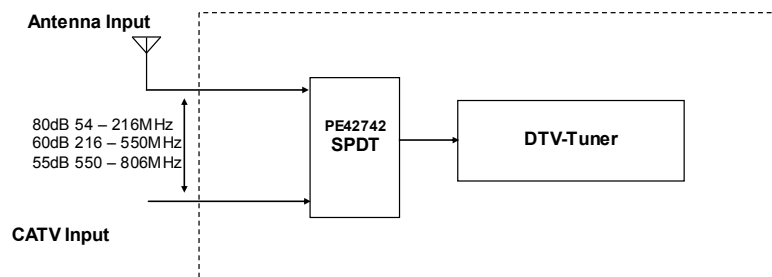 Antenna Input
80dB 54 – 216MHz
60dB 216 – 550MHz
55dB 550 – 806MHz
PE42742
SPDT
DTV-Tuner
CATV Input